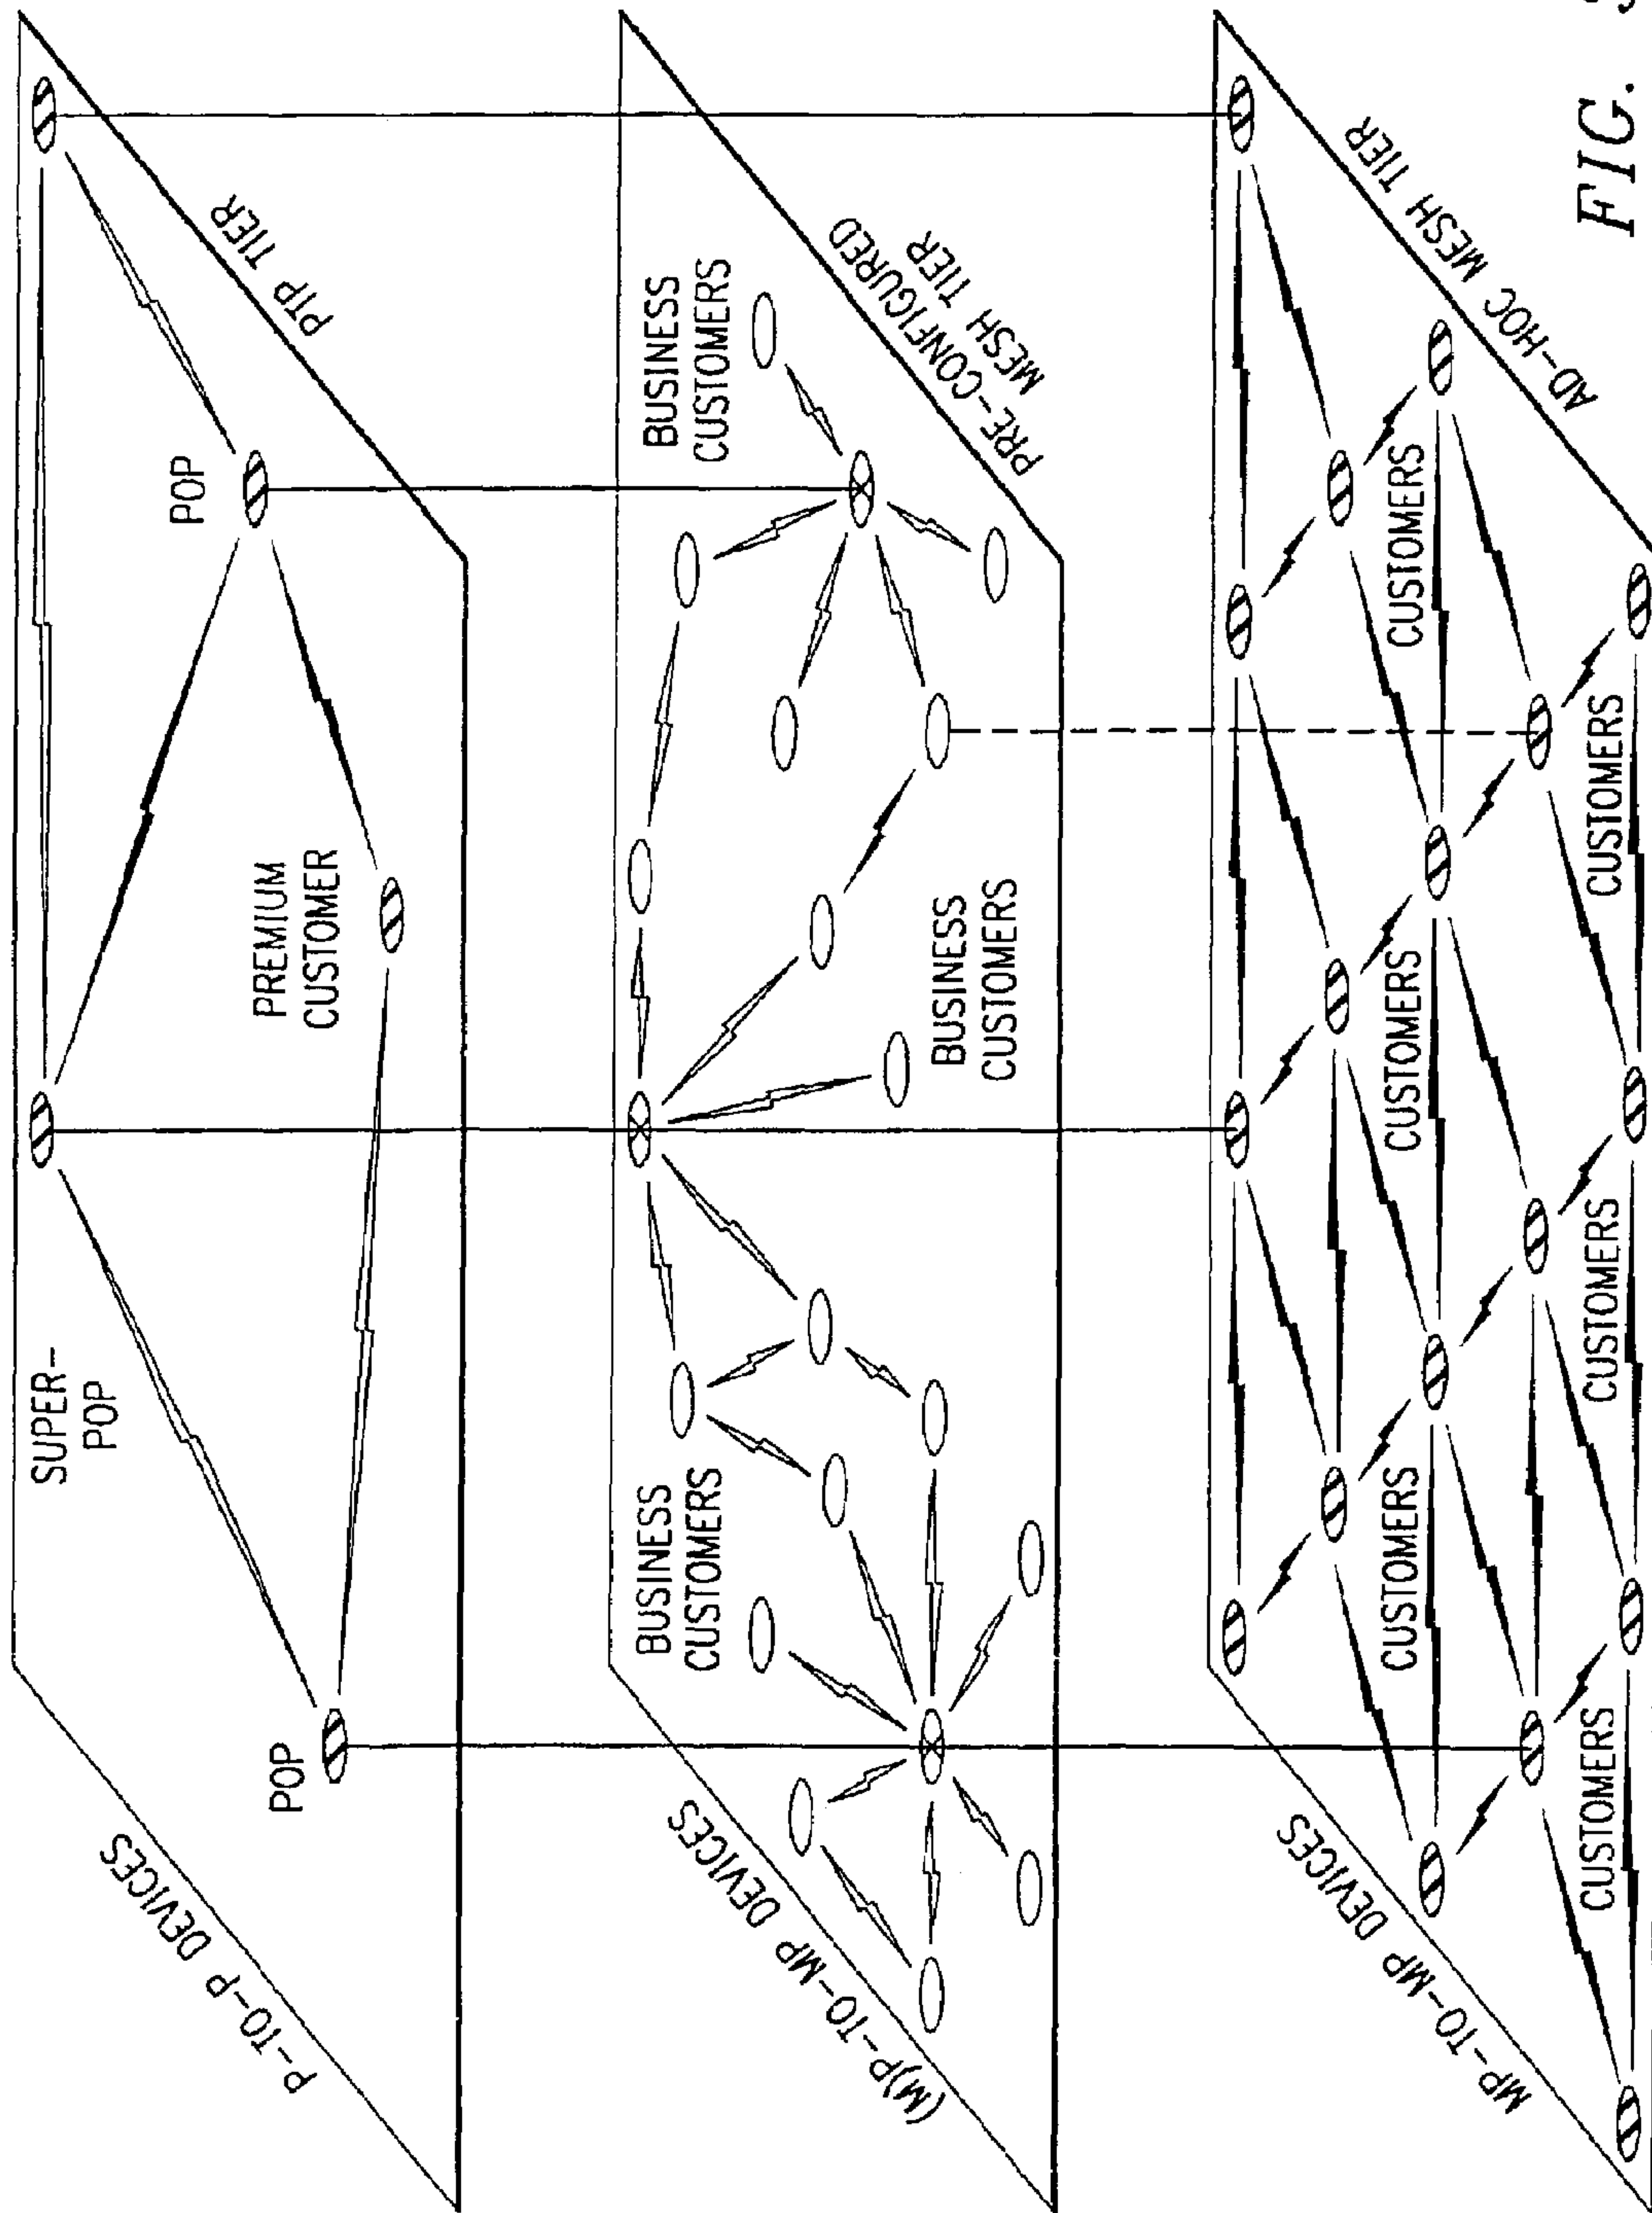 SUPER-
POP
POP
PTP TIER
P-TO-P DEVICES
POP
PREMIUM
CUSTOMER
BUSINESS
CUSTOMERS
BUSINESS
CUSTOMERS
PRE-CONFIGURED
MESH TIER
(M)P-TO-MP DEVICES
BUSINESS
CUSTOMERS
AD-HOC MESH TIER
MP-TO-MP DEVICES
CUSTOMERS
CUSTOMERS
CUSTOMERS
CUSTOMERS
CUSTOMERS
CUSTOMERS
FIG.